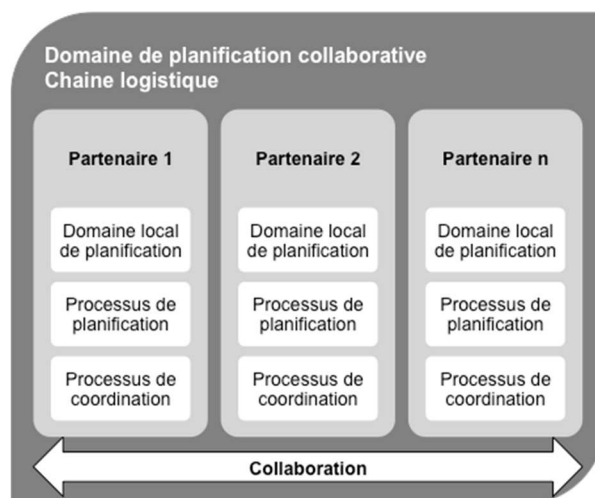 Domaine de planification collaborative
Chaine logistique
Partenaire 1
Domaine local
de planification
Processus de
planification
Processus de
coordination
Partenaire 2
Domaine local
de planification
Processus de
planification
Processus de
coordination
Partenaire n
Domaine local
de planification
Processus de
planification
Processus de
coordination
Collaboration